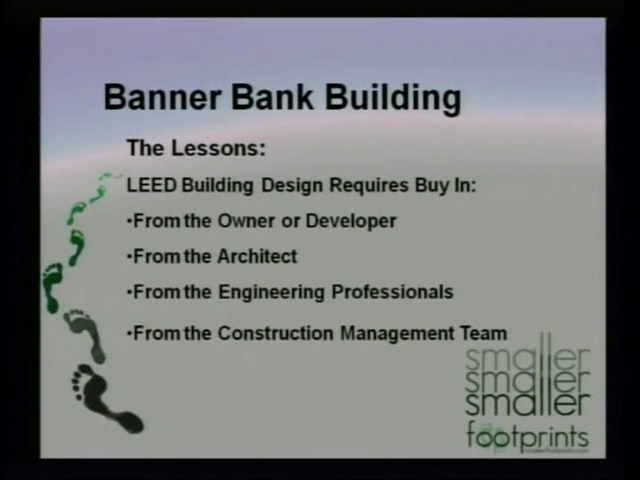 Banner Bank Building
The Lessons:
LEED Building Design Requires Buy In:
•From the Owner or Developer
•From the Architect
•From the Engineering Professionals
•From the Construction Management Team
smaller
smaller
smaller
footprints